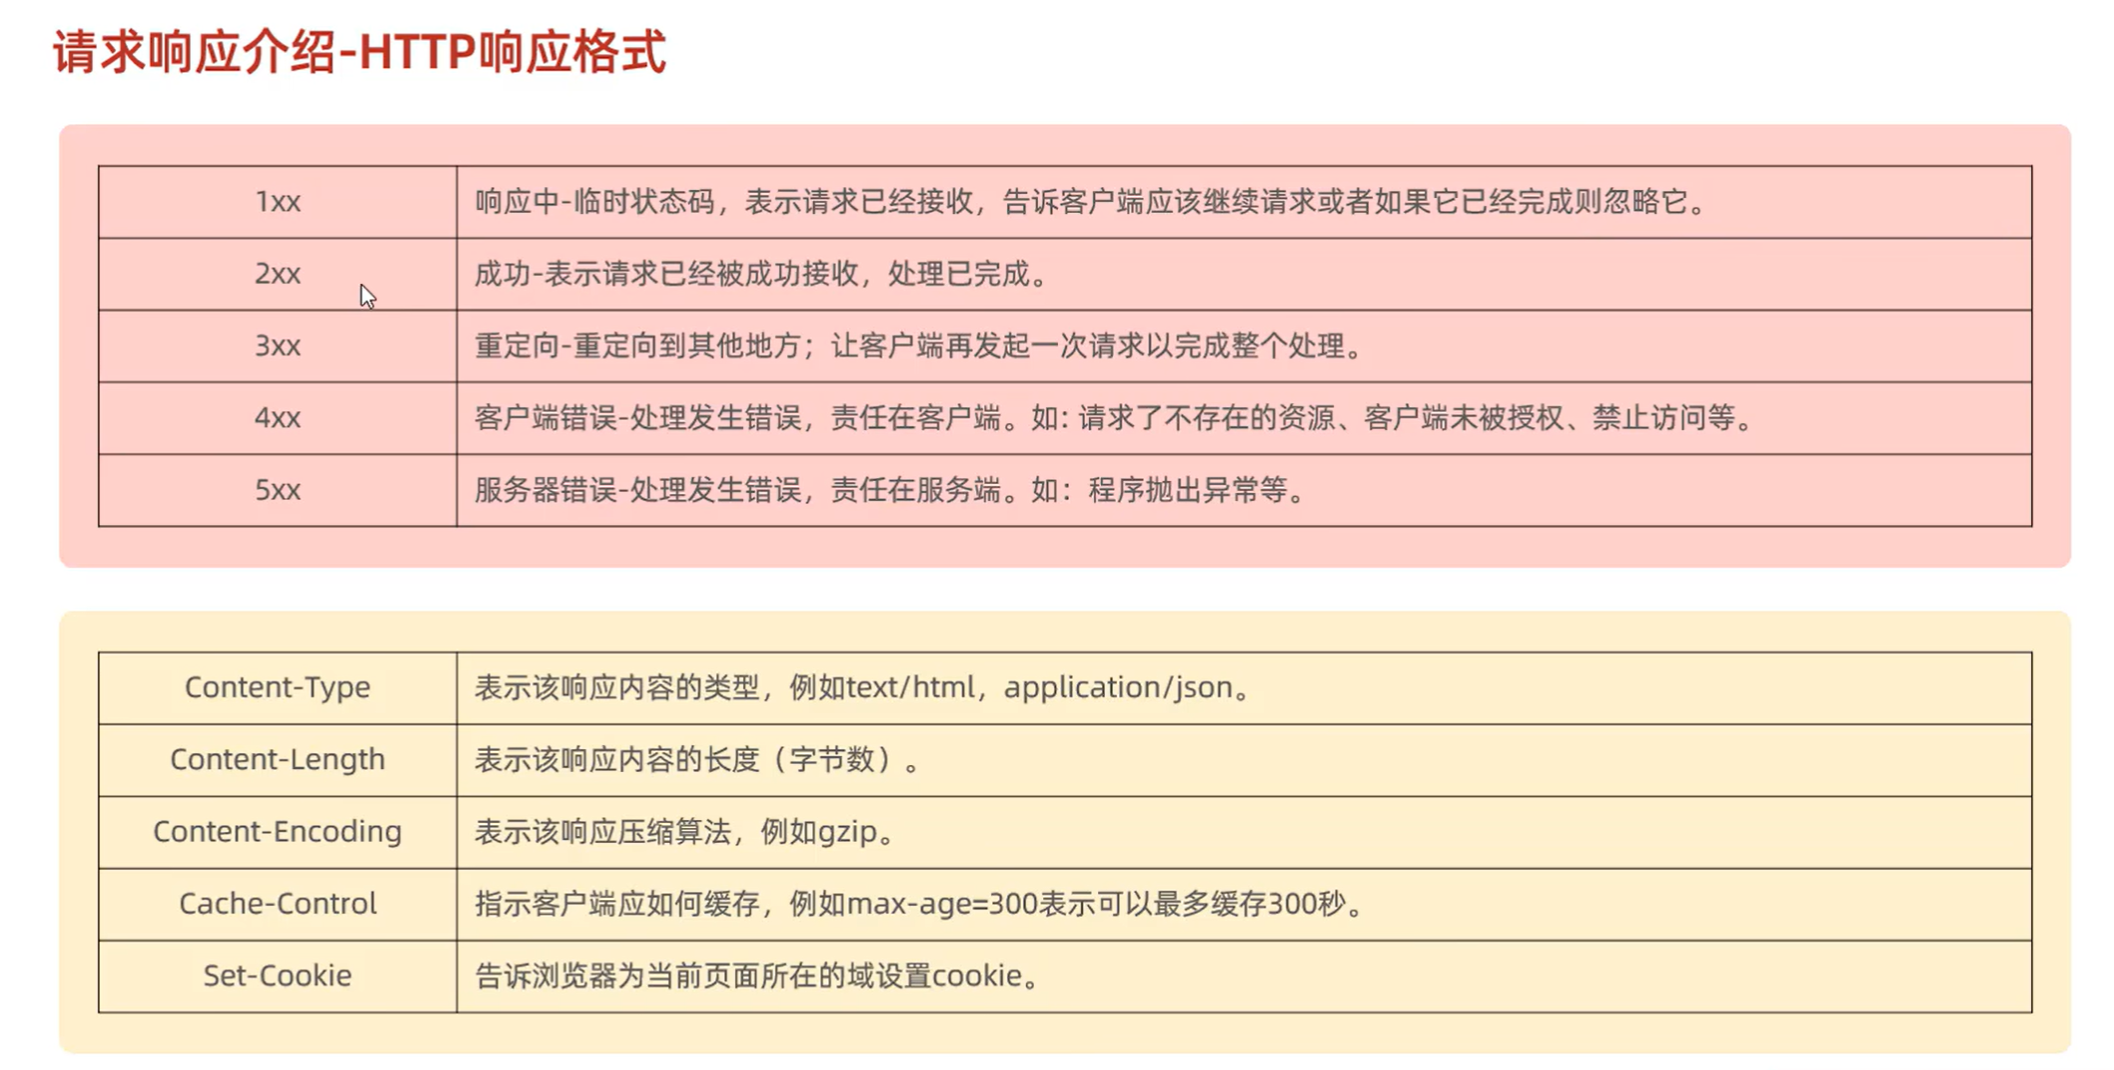 请求响应介绍-HTTP响应格式
1xx 响应中-临时状态码，表示请求已经接收，告诉客户端应该继续请求或者如果它已经完成则忽略它。
2xx 成功-表示请求已经被成功接收，处理已完成。
3xx 重定向-重定向到其他地方；让客户端再发起一次请求以完成整个处理。
4xx 客户端错误-处理发生错误，责任在客户端。如: 请求了不存在的资源、客户端未被授权、禁止访问等。
5xx 服务器错误-处理发生错误，责任在服务端。如：程序抛出异常等。
Content-Type 表示该响应内容的类型，例如text/html，application/json。
Content-Length 表示该响应内容的长度（字节数）。
Content-Encoding 表示该响应压缩算法，例如gzip。
Cache-Control 指示客户端应如何缓存，例如max-age=300表示可以最多缓存300秒。
Set-Cookie 告诉浏览器为当前页面所在的域设置cookie。